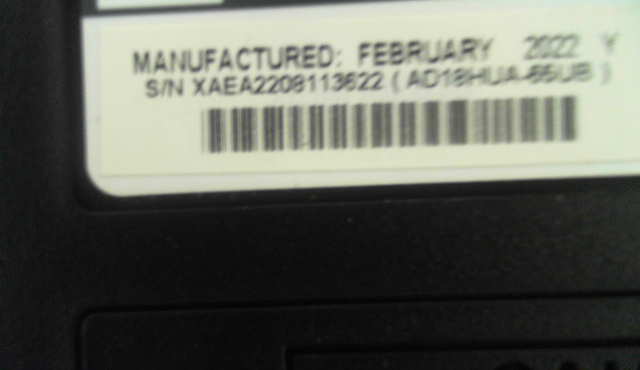 MANUFACTURED: FEBRUARY 2022 Y
S/N XAEA2208113622 ( AD18HUA-65UB )